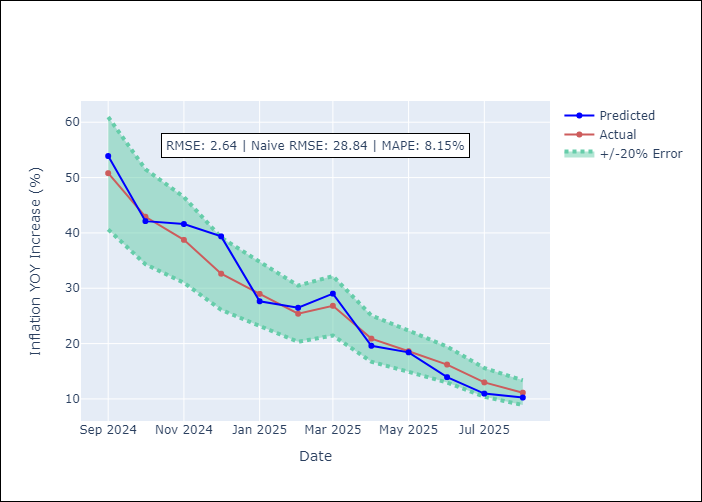 RMSE: 2.64 | Naive RMSE: 28.84 | MAPE: 8.15%
Predicted
Actual
+/-20% Error
Inflation YOY Increase (%)
60
50
40
30
20
10
Sep 2024
Nov 2024
Jan 2025
Mar 2025
May 2025
Jul 2025
Date